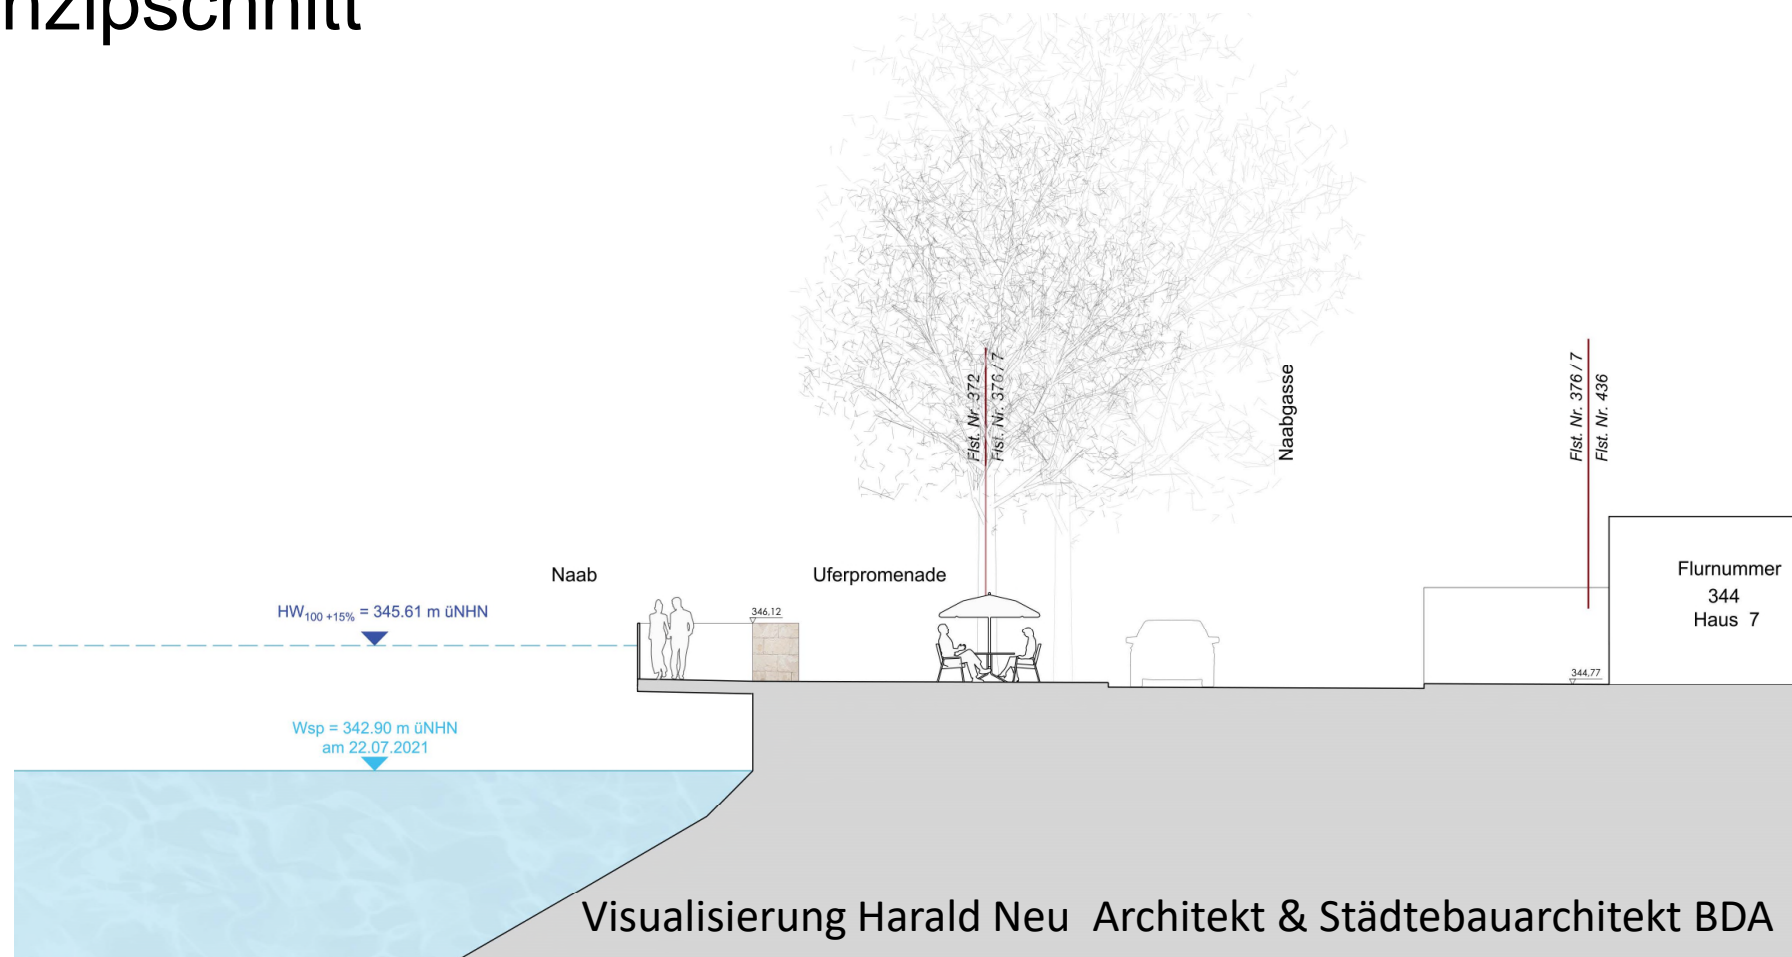 nzipschnitt
Flst. Nr. 372
Flst. Nr. 376 / 7
Naabgasse
Flst. Nr. 376 / 7
Flst. Nr. 436
Naab
Uferpromenade
Flurnummer
344
Haus 7
HW100 +15% = 345.61 m üNHN
346,12
344,77
Wsp = 342.90 m üNHN
am 22.07.2021
Visualisierung Harald Neu Architekt & Städtebauarchitekt BDA